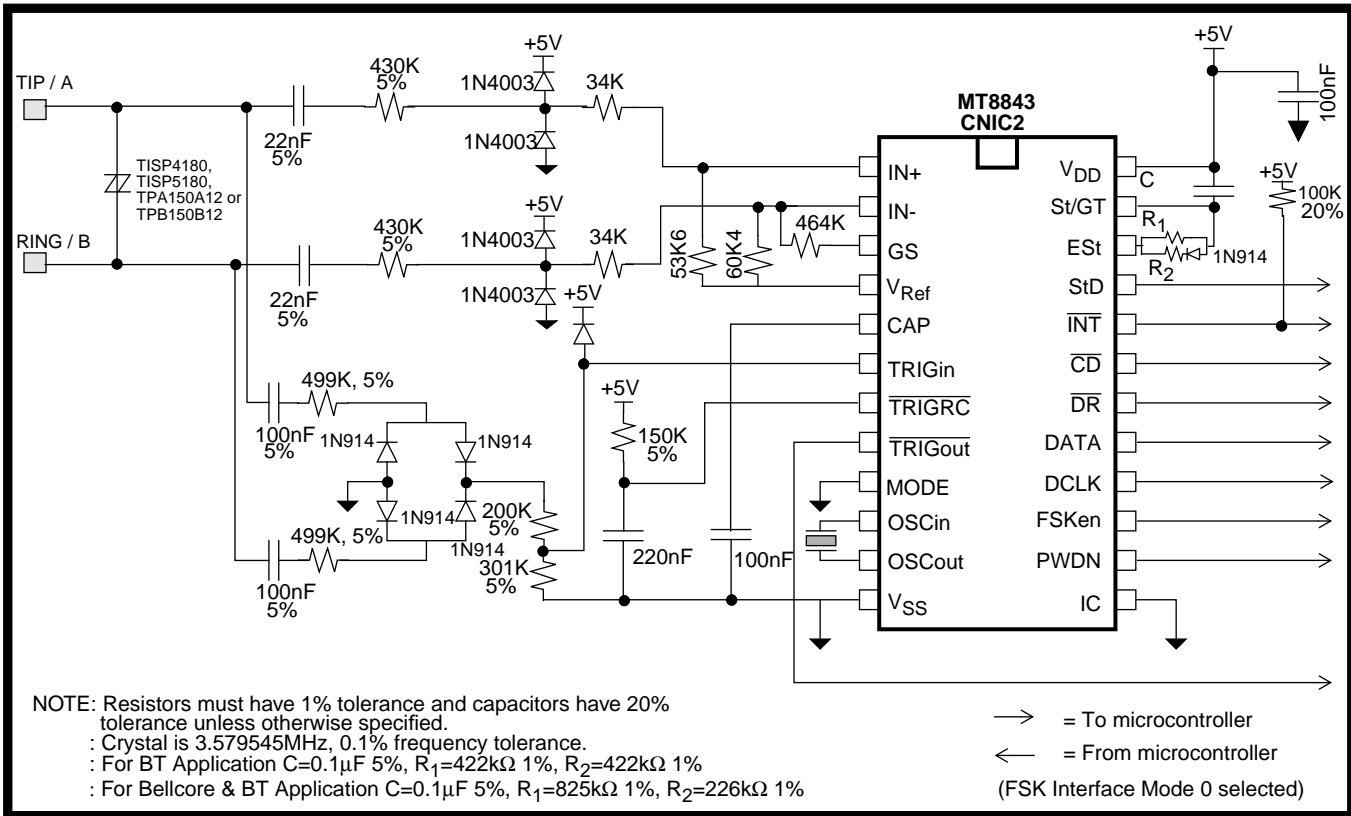 +5V
TIP / A
430K
5%
+5V
1N4003
34K
MT8843
CNIC2
100nF
22nF
5%
1N4003
TISP4180,
TISP5180,
TPA150A12 or
TPB150B12
IN+
VDD
C
+5V
100K
20%
IN-
St/GT
RING / B
430K
5%
+5V
1N4003
34K
53K6
60K4
464K
GS
ESt
R1
R2
1N914
22nF
5%
1N4003
VRef
StD
+5V
CAP
INT
TRIGin
CD
499K, 5%
+5V
TRIGRC
DR
100nF
5%
1N914
1N914
150K
5%
TRIGout
DATA
MODE
DCLK
1N914
200K
5%
OSCin
FSKen
499K, 5%
1N914
220nF
100nF
OSCout
PWDN
100nF
5%
301K
5%
VSS
IC
NOTE: Resistors must have 1% tolerance and capacitors have 20%
tolerance unless otherwise specified.
: Crystal is 3.579545MHz, 0.1% frequency tolerance.
: For BT Application C=0.1µF 5%, R1=422kΩ 1%, R2=422kΩ 1%
: For Bellcore & BT Application C=0.1µF 5%, R1=825kΩ 1%, R2=226kΩ 1%
= To microcontroller
= From microcontroller
(FSK Interface Mode 0 selected)